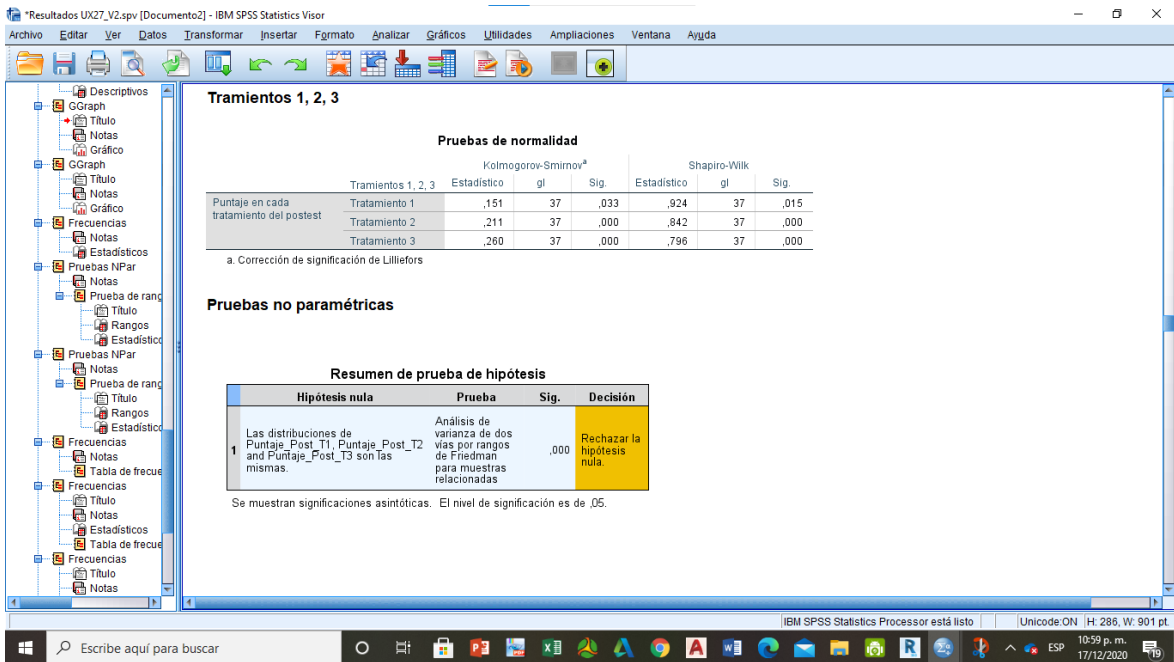 *Resultados UX27_V2.spv [Documento2] - IBM SPSS Statistics Visor
Archivo Editar Ver Datos Transformar Insertar Formato Analizar Gráficos Utilidades Ampliaciones Ventana Ayuda
Descriptivos
GGraph
Título
Notas
Gráfico
GGraph
Título
Notas
Gráfico
Frecuencias
Notas
Estadísticos
Pruebas NPar
Notas
Prueba de rang
Título
Rangos
Estadístico
Pruebas NPar
Notas
Prueba de rang
Título
Rangos
Estadístico
Frecuencias
Notas
Tabla de frecue
Frecuencias
Título
Notas
Estadísticos
Tabla de frecue
Frecuencias
Título
Notas
Tramientos 1, 2, 3
Pruebas de normalidad
Kolmogorov-Smirnovᵃ Shapiro-Wilk
Tramientos 1, 2, 3 Estadístico gl Sig. Estadístico gl Sig.
Puntaje en cada tratamiento del postest Tratamiento 1 ,151 37 ,033 ,924 37 ,015
Tratamiento 2 ,211 37 ,000 ,842 37 ,000
Tratamiento 3 ,260 37 ,000 ,796 37 ,000
a. Corrección de significación de Lilliefors
Pruebas no paramétricas
Resumen de prueba de hipótesis
Hipótesis nula Prueba Sig. Decisión
1 Las distribuciones de Puntaje_Post_T1, Puntaje_Post_T2 and Puntaje_Post_T3 son las mismas. Análisis de varianza de dos vías por rangos de Friedman para muestras relacionadas ,000 Rechazar la hipótesis nula.
Se muestran significaciones asintóticas. El nivel de significación es de ,05.
IBM SPSS Statistics Processor está listo Unicode:ON H: 286, W: 901 pt.
Escribe aquí para buscar
ESP
10:59 p. m.
17/12/2020
19